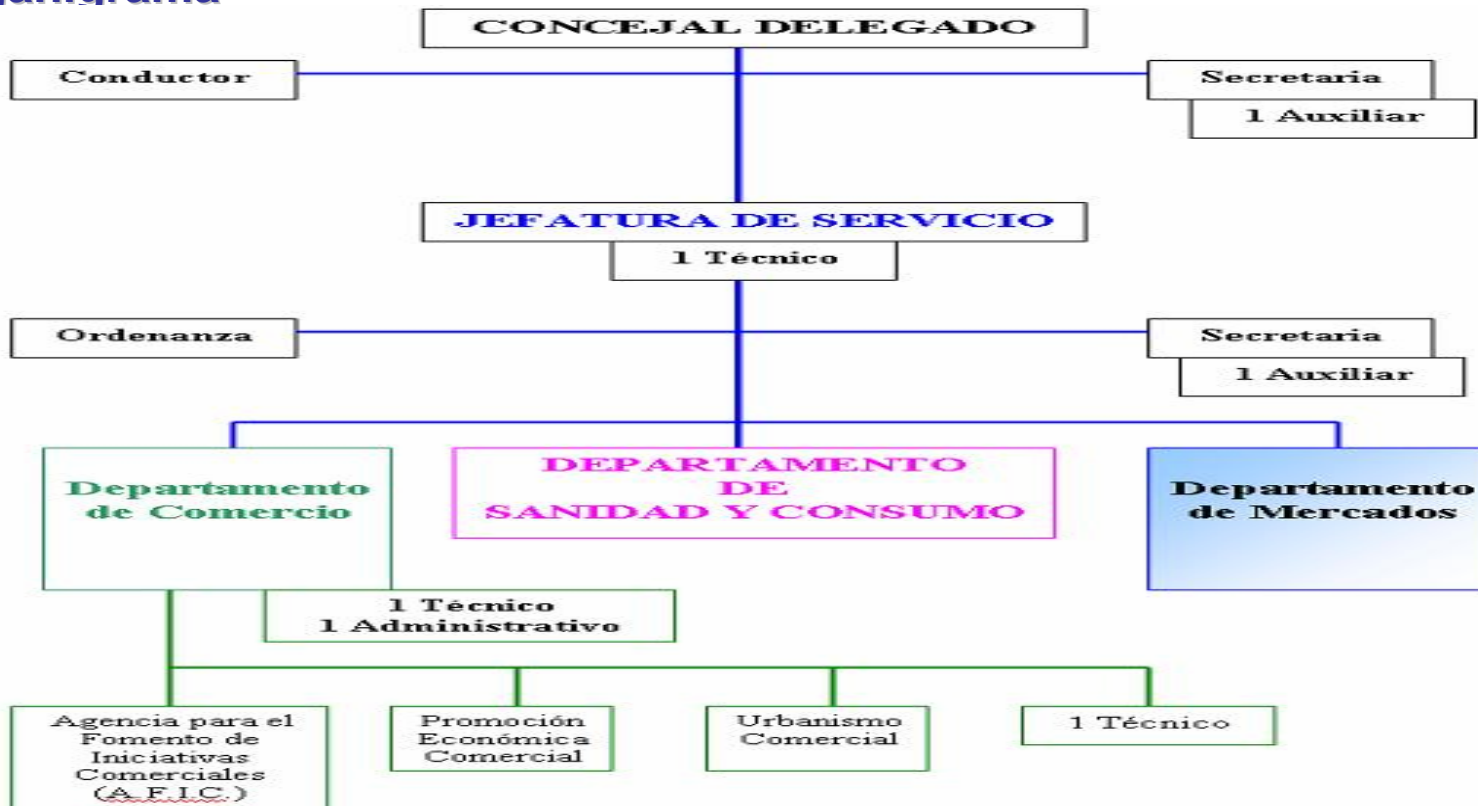 CONCEJAL DELEGADO
Conductor
Secretaria
1 Auxiliar
JEFATURA DE SERVICIO
1 Técnico
Ordenanza
Secretaria
1 Auxiliar
Departamento
de Comercio
DEPARTAMENTO
DE
SANIDAD Y CONSUMO
Departamento
de Mercados
1 Técnico
1 Administrativo
Agencia para el
Fomento de
Iniciativas
Comerciales
(A.F.I.C.)
Promoción
Económica
Comercial
Urbanismo
Comercial
1 Técnico